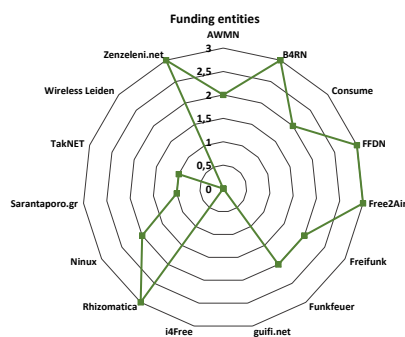 Funding entities
AWMN
Zenzeleni.net
3
B4RN
2,5
Wireless Leiden
Consume
2
1,5
TakNET
FFDN
1
0,5
Sarantaporo.gr
0
Free2Air
Ninux
Freifunk
Rhizomatica
Funkfeuer
i4Free
guifi.net